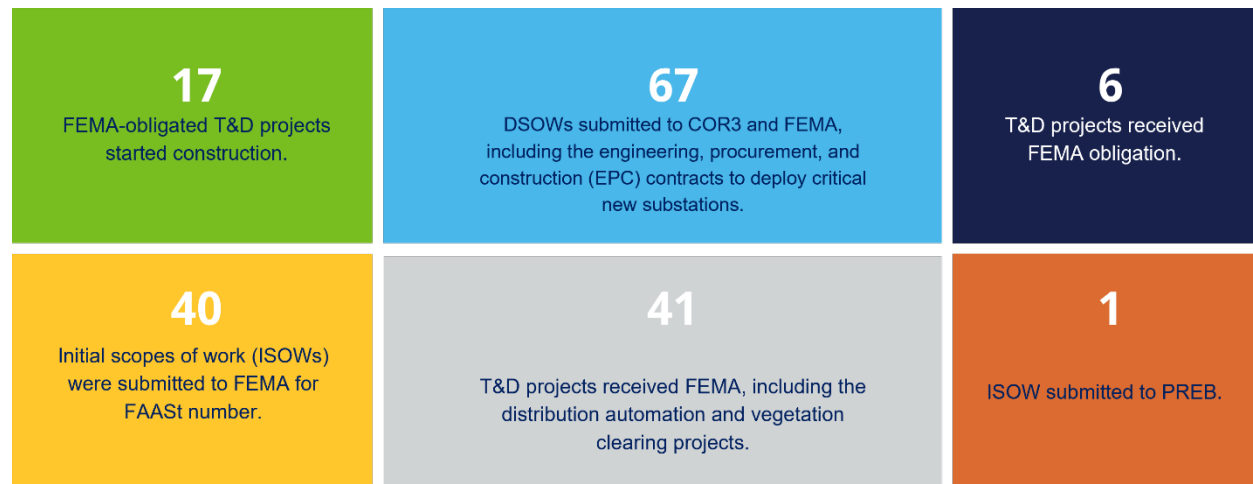 17
FEMA-obligated T&D projects
started construction.
67
DSOWs submitted to COR3 and FEMA,
including the engineering, procurement, and
construction (EPC) contracts to deploy critical
new substations.
6
T&D projects received
FEMA obligation.
40
Initial scopes of work (ISOWs)
were submitted to FEMA for
FAASt number.
41
T&D projects received FEMA, including the
distribution automation and vegetation
clearing projects.
1
ISOW submitted to PREB.